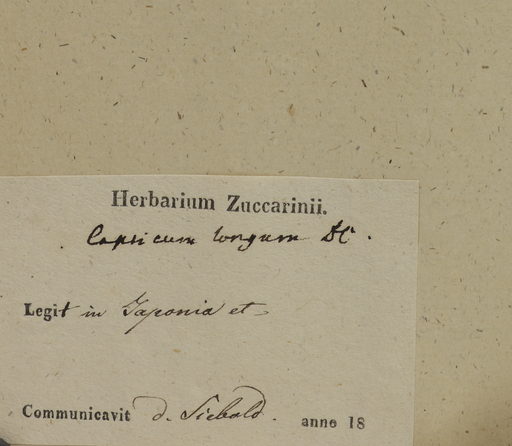 Herbarium Zuccarinii.
Capsicum longum DC.
Legit in Japonia et
Communicavit d. Siebold. anno 18